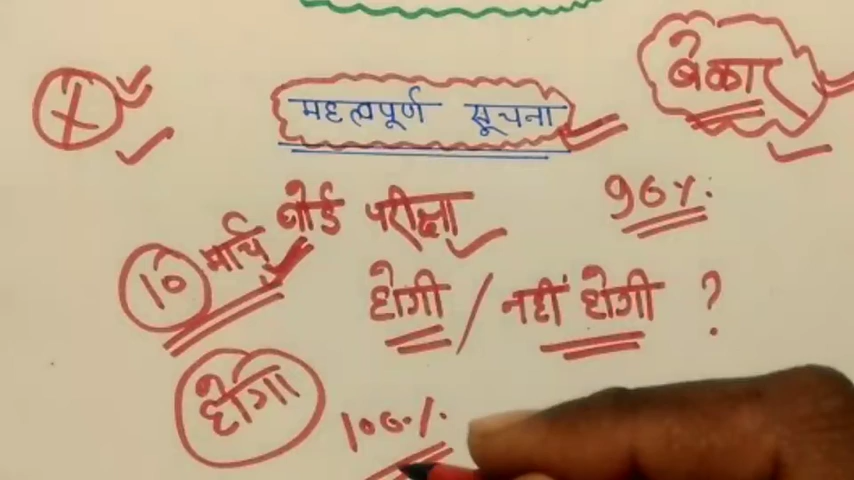 X
महत्वपूर्ण सूचना
बेकार
10 मार्च बोर्ड परीक्षा
90%.
होगी / नहीं होगी ?
होगा
100%.